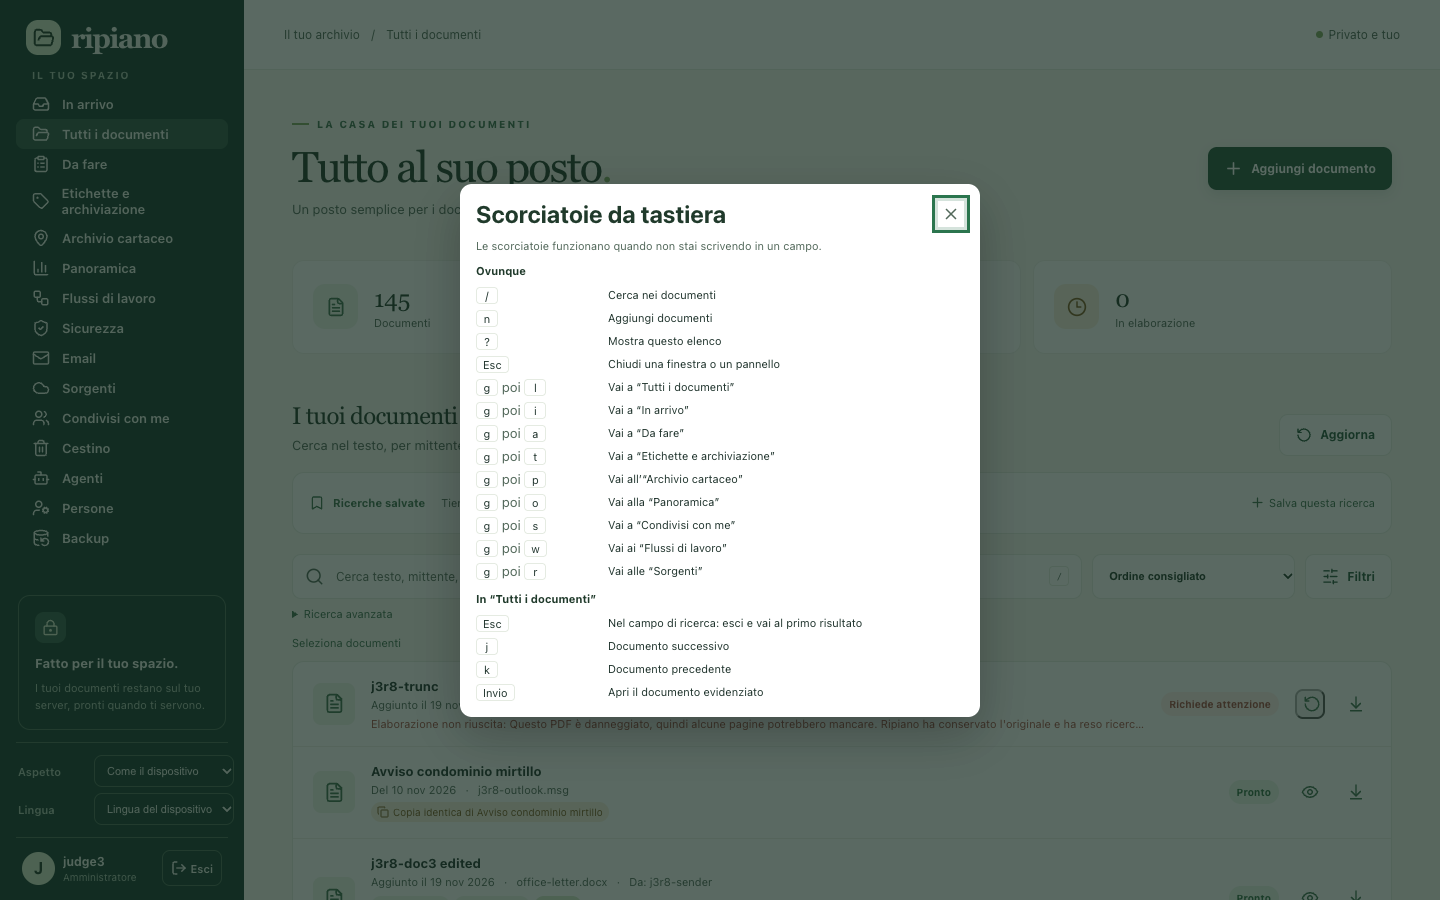 ripiano
IL TUO SPAZIO
In arrivo
Tutti i documenti
Da fare
Etichette e
archiviazione
Archivio cartaceo
Panoramica
Flussi di lavoro
Sicurezza
Email
Sorgenti
Condivisi con me
Cestino
Agenti
Persone
Backup
Fatto per il tuo spazio.
I tuoi documenti restano sul tuo
server, pronti quando ti servono.
Aspetto
Come il dispositivo
Lingua
Lingua del dispositivo
J
judge3
Amministratore
Esci
Il tuo archivio / Tutti i documenti
Privato e tuo
LA CASA DEI TUOI DOCUMENTI
Tutto al suo posto.
Aggiungi documento
Un posto semplice per i doc
145
Documenti
0
In elaborazione
I tuoi documenti
Cerca nel testo, per mittente
Aggiorna
Ricerche salvate
Salva questa ricerca
Cerca testo, mittente,
/
Ordine consigliato
Filtri
Ricerca avanzata
Seleziona documenti
j3r8-trunc
Aggiunto il 19 no
Elaborazione non riuscita: Questo PDF è danneggiato, quindi alcune pagine potrebbero mancare. Ripiano ha conservato l'originale e ha reso ricerc...
Richiede attenzione
Avviso condominio mirtillo
Del 10 nov 2026 · j3r8-outlook.msg
Copia identica di Avviso condominio mirtillo
Pronto
j3r8-doc3 edited
Aggiunto il 19 nov 2026 · office-letter.docx · Da: j3r8-sender
Pronto
Scorciatoie da tastiera
Le scorciatoie funzionano quando non stai scrivendo in un campo.
Ovunque
/ Cerca nei documenti
n Aggiungi documenti
? Mostra questo elenco
Esc Chiudi una finestra o un pannello
g poi l Vai a “Tutti i documenti”
g poi i Vai a “In arrivo”
g poi a Vai a “Da fare”
g poi t Vai a “Etichette e archiviazione”
g poi p Vai all’“Archivio cartaceo”
g poi o Vai alla “Panoramica”
g poi s Vai a “Condivisi con me”
g poi w Vai ai “Flussi di lavoro”
g poi r Vai alle “Sorgenti”
In “Tutti i documenti”
Esc Nel campo di ricerca: esci e vai al primo risultato
j Documento successivo
k Documento precedente
Invio Apri il documento evidenziato